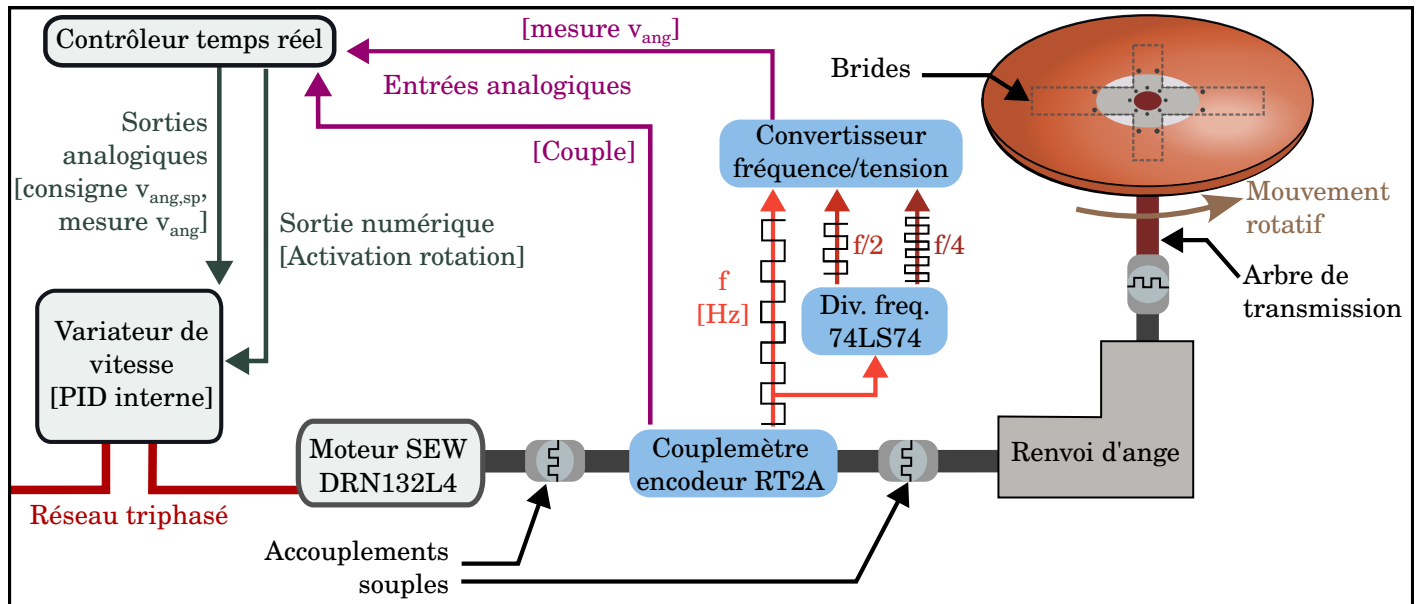 Contrôleur temps réel
[mesure v_ang]
Entrées analogiques
[Couple]
Brides
Sorties
analogiques
[consigne v_ang,sp,
mesure v_ang]
Sortie numérique
[Activation rotation]
Convertisseur
fréquence/tension
f/2
f/4
f
[Hz]
Div. freq.
74LS74
Mouvement
rotatif
Arbre de
transmission
Variateur de
vitesse
[PID interne]
Moteur SEW
DRN132L4
Couplemètre
encodeur RT2A
Renvoi d'ange
Réseau triphasé
Accouplements
souples